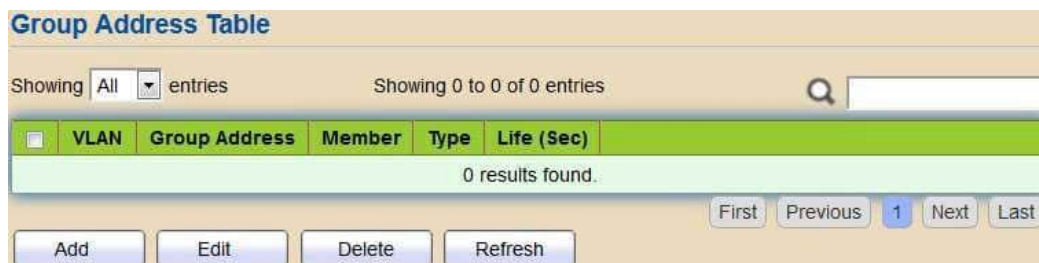 Group Address Table
Showing All entries Showing 0 to 0 of 0 entries
VLAN Group Address Member Type Life (Sec)
0 results found.
First Previous 1 Next Last
Add Edit Delete Refresh